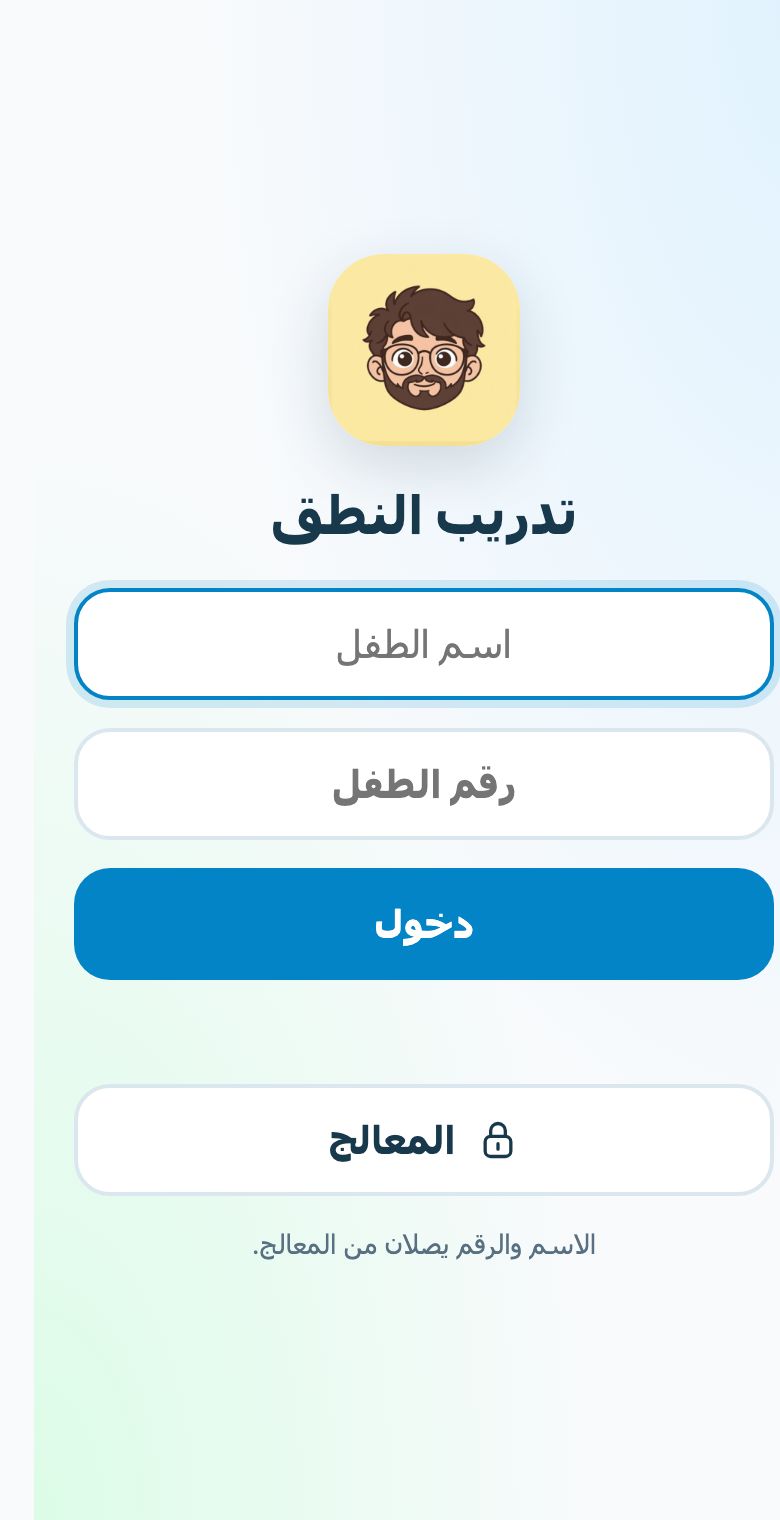 تدريب النطق
اسم الطفل
رقم الطفل
دخول
المعالج
الاسم والرقم يصلان من المعالج.